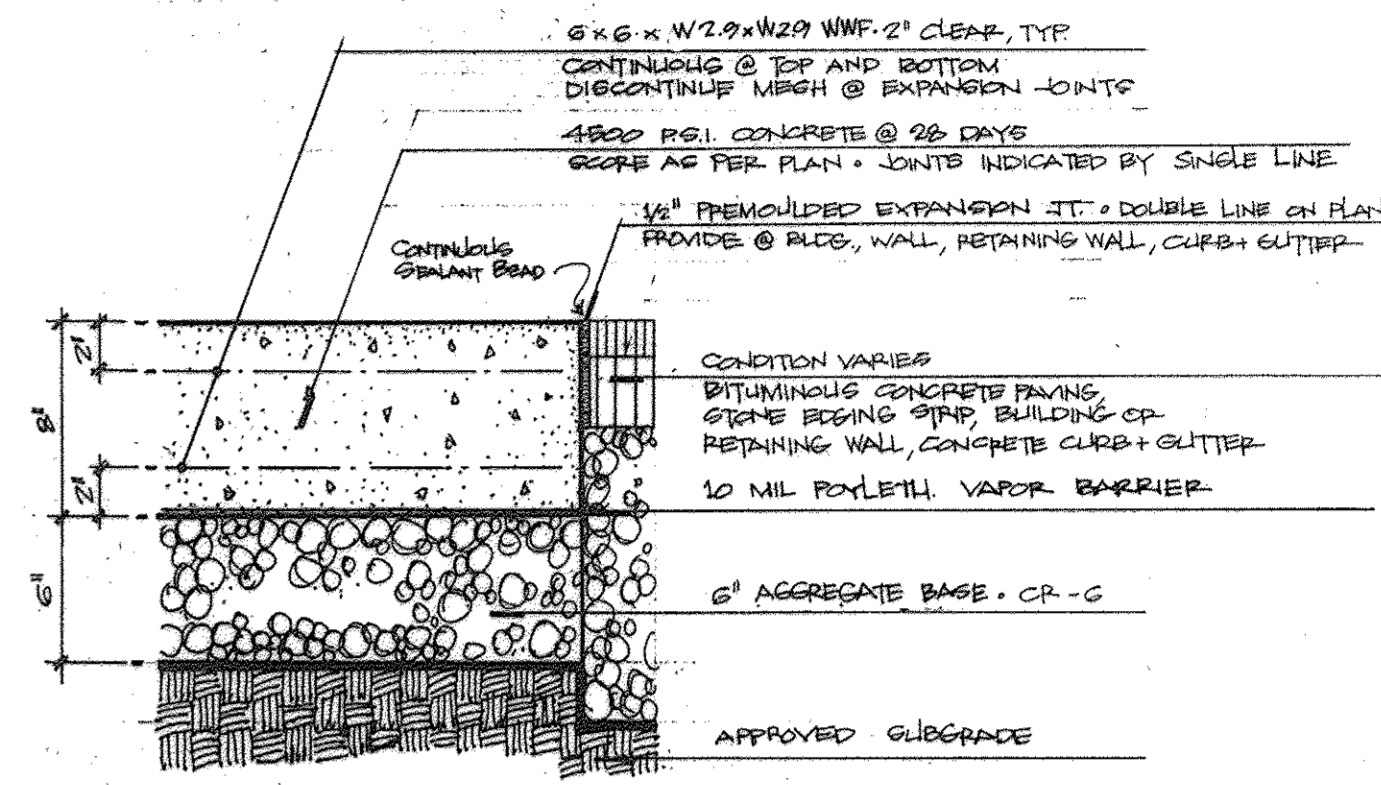 6 x 6 x W2.9xW29 WWF. 2" CLEAR, TYP.
CONTINUOUS @ TOP AND BOTTOM
DISCONTINUE MESH @ EXPANSION JOINTS
4500 P.S.I. CONCRETE @ 28 DAYS
SCORE AS PER PLAN • JOINTS INDICATED BY SINGLE LINE
1/2" PREMOULDED EXPANSION JT. • DOUBLE LINE ON PLAN
PROVIDE @ BLDG., WALL, RETAINING WALL, CURB + GUTTER
CONTINUOUS
SEALANT BEAD
2"
8"
2"
6"
CONDITION VARIES
BITUMINOUS CONCRETE PAVING,
STONE EDGING STRIP, BUILDING OR
RETAINING WALL, CONCRETE CURB + GUTTER
10 MIL POYLETH. VAPOR BARRIER
6" AGGREGATE BASE • CR-6
APPROVED SUBGRADE